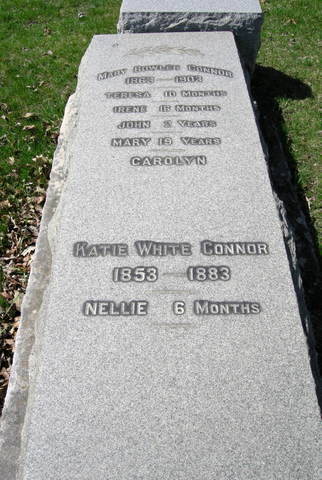 Mary Bowler Connor
1863 — 1903
Teresa 10 Months
Irene 18 Months
John 2 Years
Mary 19 Years
Carolyn
Katie White Connor
1853 — 1883
Nellie 6 Months